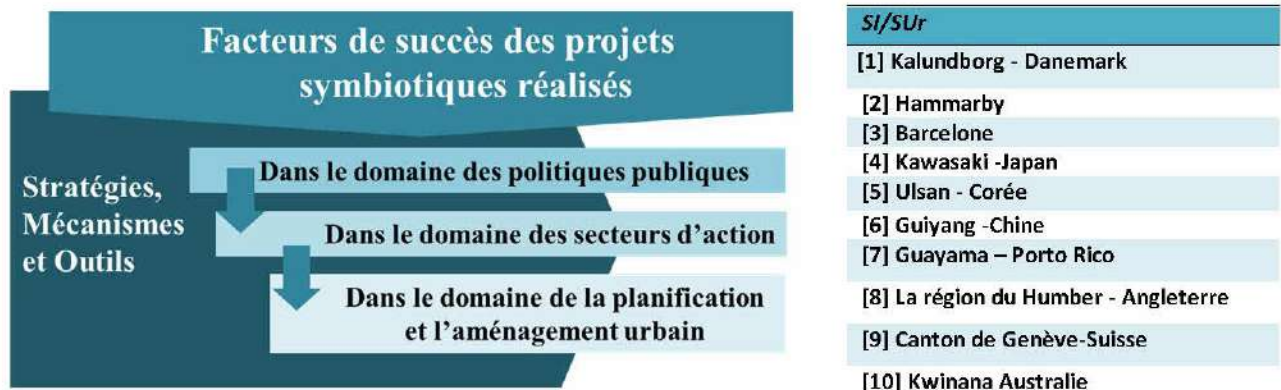 Facteurs de succès des projets
symbiotiques réalisés
Stratégies,
Mécanismes
et Outils
Dans le domaine des politiques publiques
Dans le domaine des secteurs d'action
Dans le domaine de la planification
et l'aménagement urbain
SI/SUr
[1] Kalundborg - Danemark
[2] Hammarby
[3] Barcelone
[4] Kawasaki -Japan
[5] Ulsan - Corée
[6] Guiyang -Chine
[7] Guayama – Porto Rico
[8] La région du Humber - Angleterre
[9] Canton de Genève-Suisse
[10] Kwinana Australie